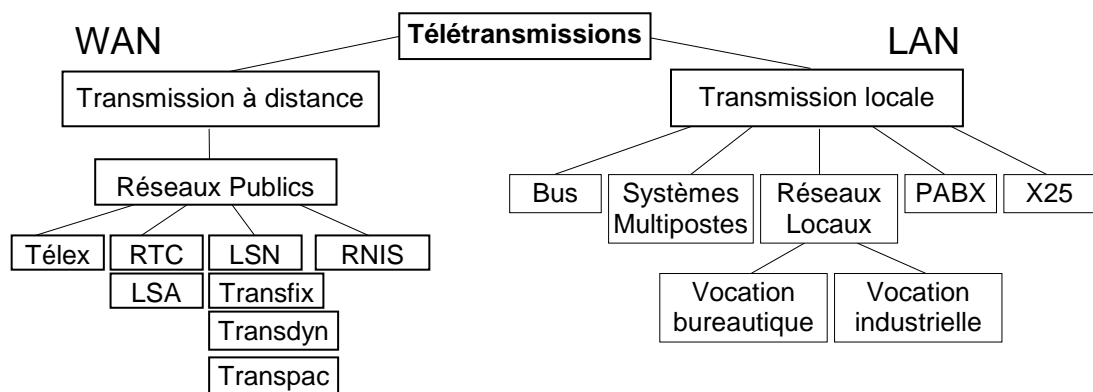 WAN
Télétransmissions
LAN
Transmission à distance
Transmission locale
Réseaux Publics
Bus
Systèmes
Multipostes
Réseaux
Locaux
PABX
X25
Télex
RTC
LSN
RNIS
LSA
Transfix
Transdyn
Transpac
Vocation
bureautique
Vocation
industrielle